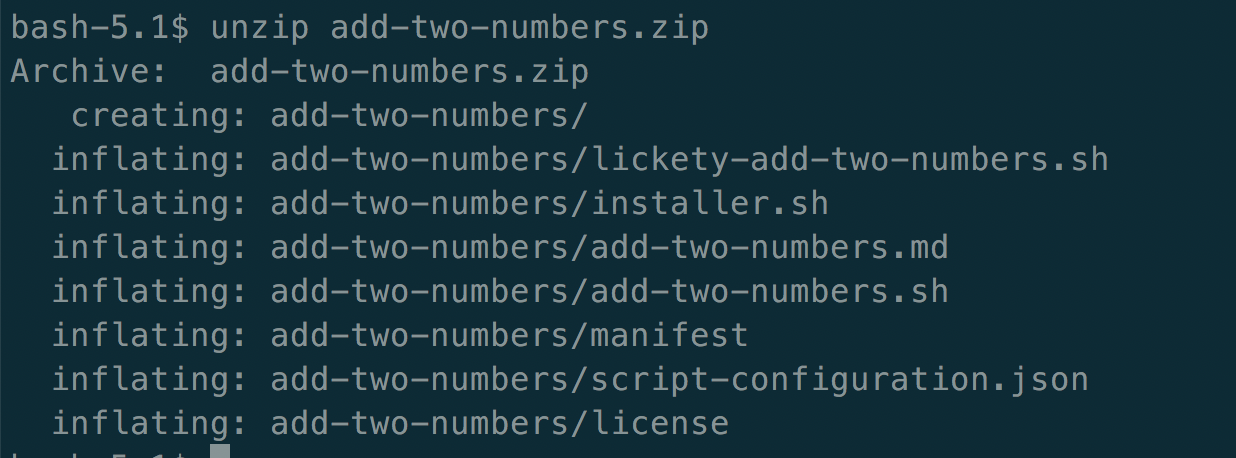 bash-5.1$ unzip add-two-numbers.zip
Archive:  add-two-numbers.zip
   creating: add-two-numbers/
  inflating: add-two-numbers/lickety-add-two-numbers.sh
  inflating: add-two-numbers/installer.sh
  inflating: add-two-numbers/add-two-numbers.md
  inflating: add-two-numbers/add-two-numbers.sh
  inflating: add-two-numbers/manifest
  inflating: add-two-numbers/script-configuration.json
  inflating: add-two-numbers/license
bash-5.1$